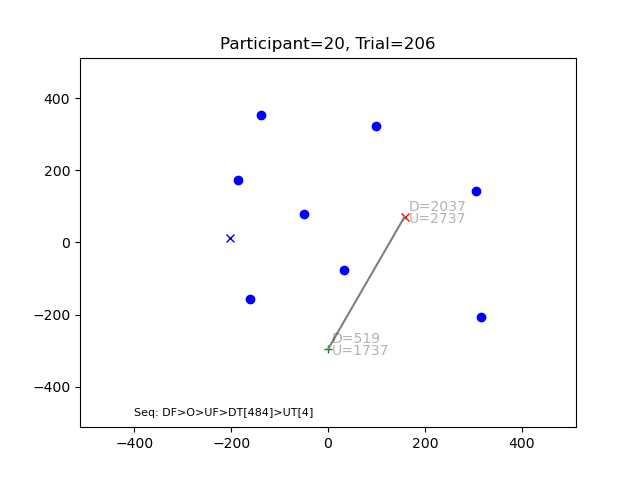 Participant=20, Trial=206
400
200
0
−200
−400
D=2037
U=2737
D=519
U=1737
Seq: DF>O>UF>DT[484]>UT[4]
−400
−200
0
200
400